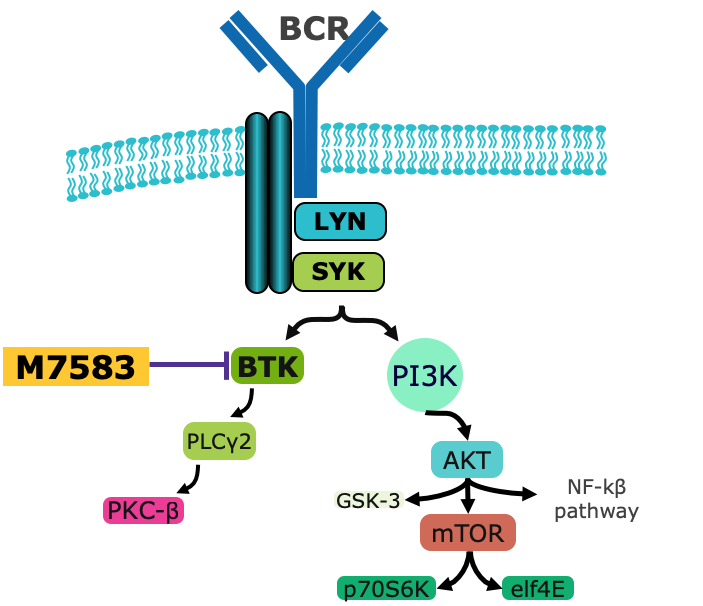 BCR
LYN
SYK
M7583
BTK
PI3K
PLCγ2
AKT
PKC-β
GSK-3
NF-kβ
pathway
mTOR
p70S6K
elf4E